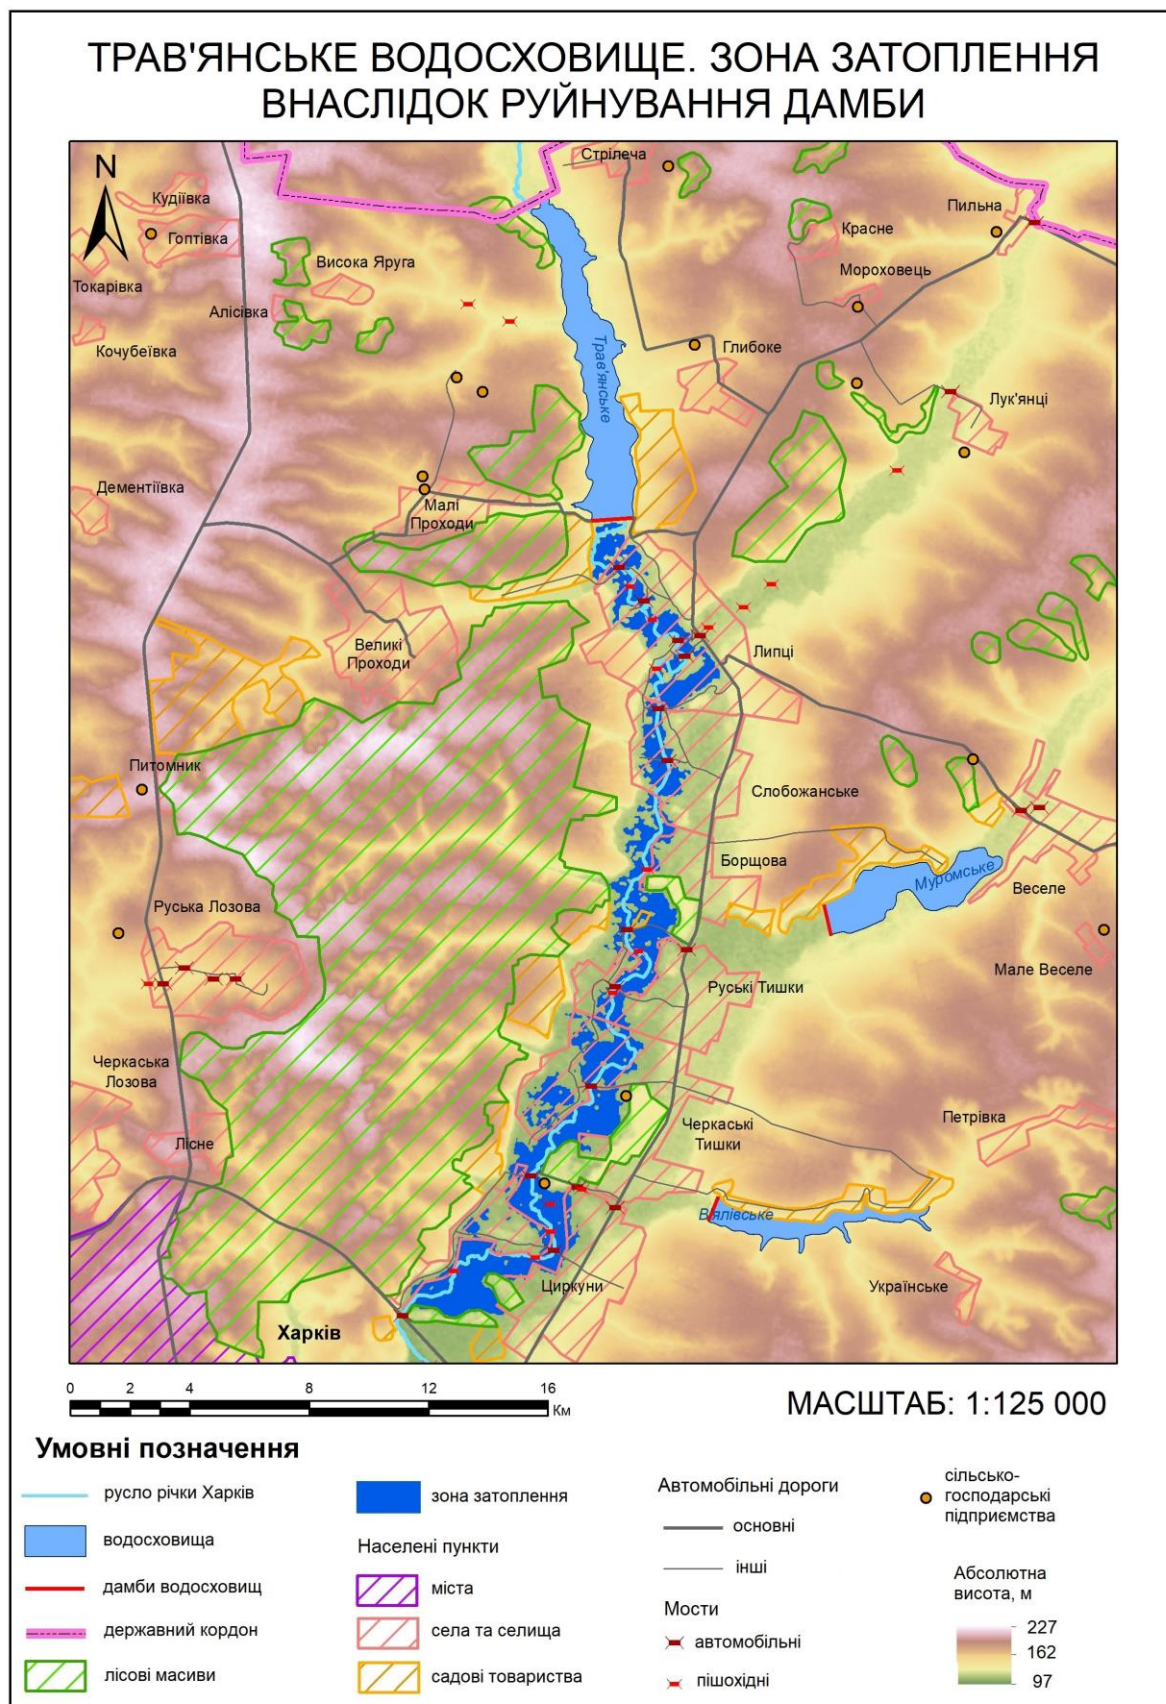 ТРАВ'ЯНСЬКЕ ВОДОСХОВИЩЕ. ЗОНА ЗАТОПЛЕННЯ
ВНАСЛІДОК РУЙНУВАННЯ ДАМБИ
N
Стрілеча
Кудіївка
Пильна
Гоптівка
Красне
Висока Яруга
Мороховець
Токарівка
Алісівка
Кочубеївка
Трав'янське
Глибоке
Лук'янці
Дементіївка
Малі
Проходи
Великі
Проходи
Липці
Питомник
Слобожанське
Борщова
Муромське
Веселе
Руська Лозова
Мале Веселе
Руські Тишки
Черкаська
Лозова
Петрівка
Черкаські
Тишки
Лісне
В'ялівське
Українське
Циркуни
Харків
0 2 4 8 12 16
Км
МАСШТАБ: 1:125 000
Умовні позначення
русло річки Харків
водосховища
дамби водосховищ
державний кордон
лісові масиви
зона затоплення
Населені пункти
міста
села та селища
садові товариства
Автомобільні дороги
основні
інші
Мости
автомобільні
пішохідні
сільсько-
господарські
підприємства
Абсолютна
висота, м
227
162
97